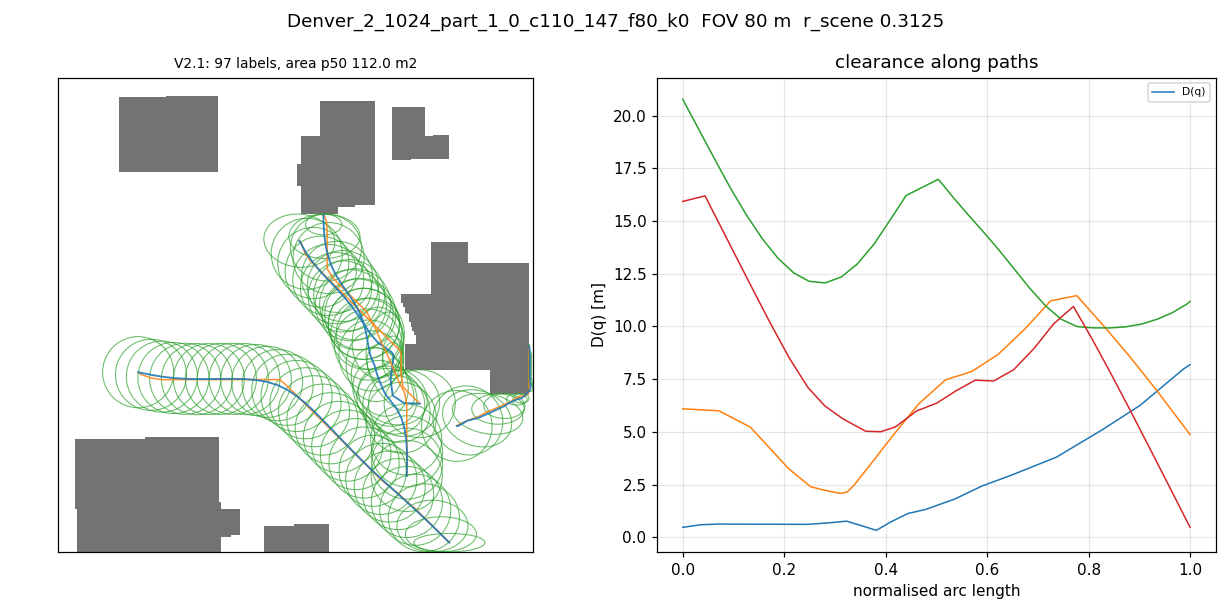 Denver_2_1024_part_1_0_c110_147_f80_k0  FOV 80 m  r_scene 0.3125
V2.1: 97 labels, area p50 112.0 m2
clearance along paths
D(q)
20.0
17.5
15.0
12.5
10.0
7.5
5.0
2.5
0.0
D(q) [m]
0.0 0.2 0.4 0.6 0.8 1.0
normalised arc length